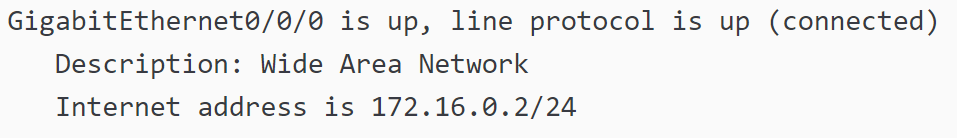 GigabitEthernet0/0/0 is up, line protocol is up (connected)
Description: Wide Area Network
Internet address is 172.16.0.2/24